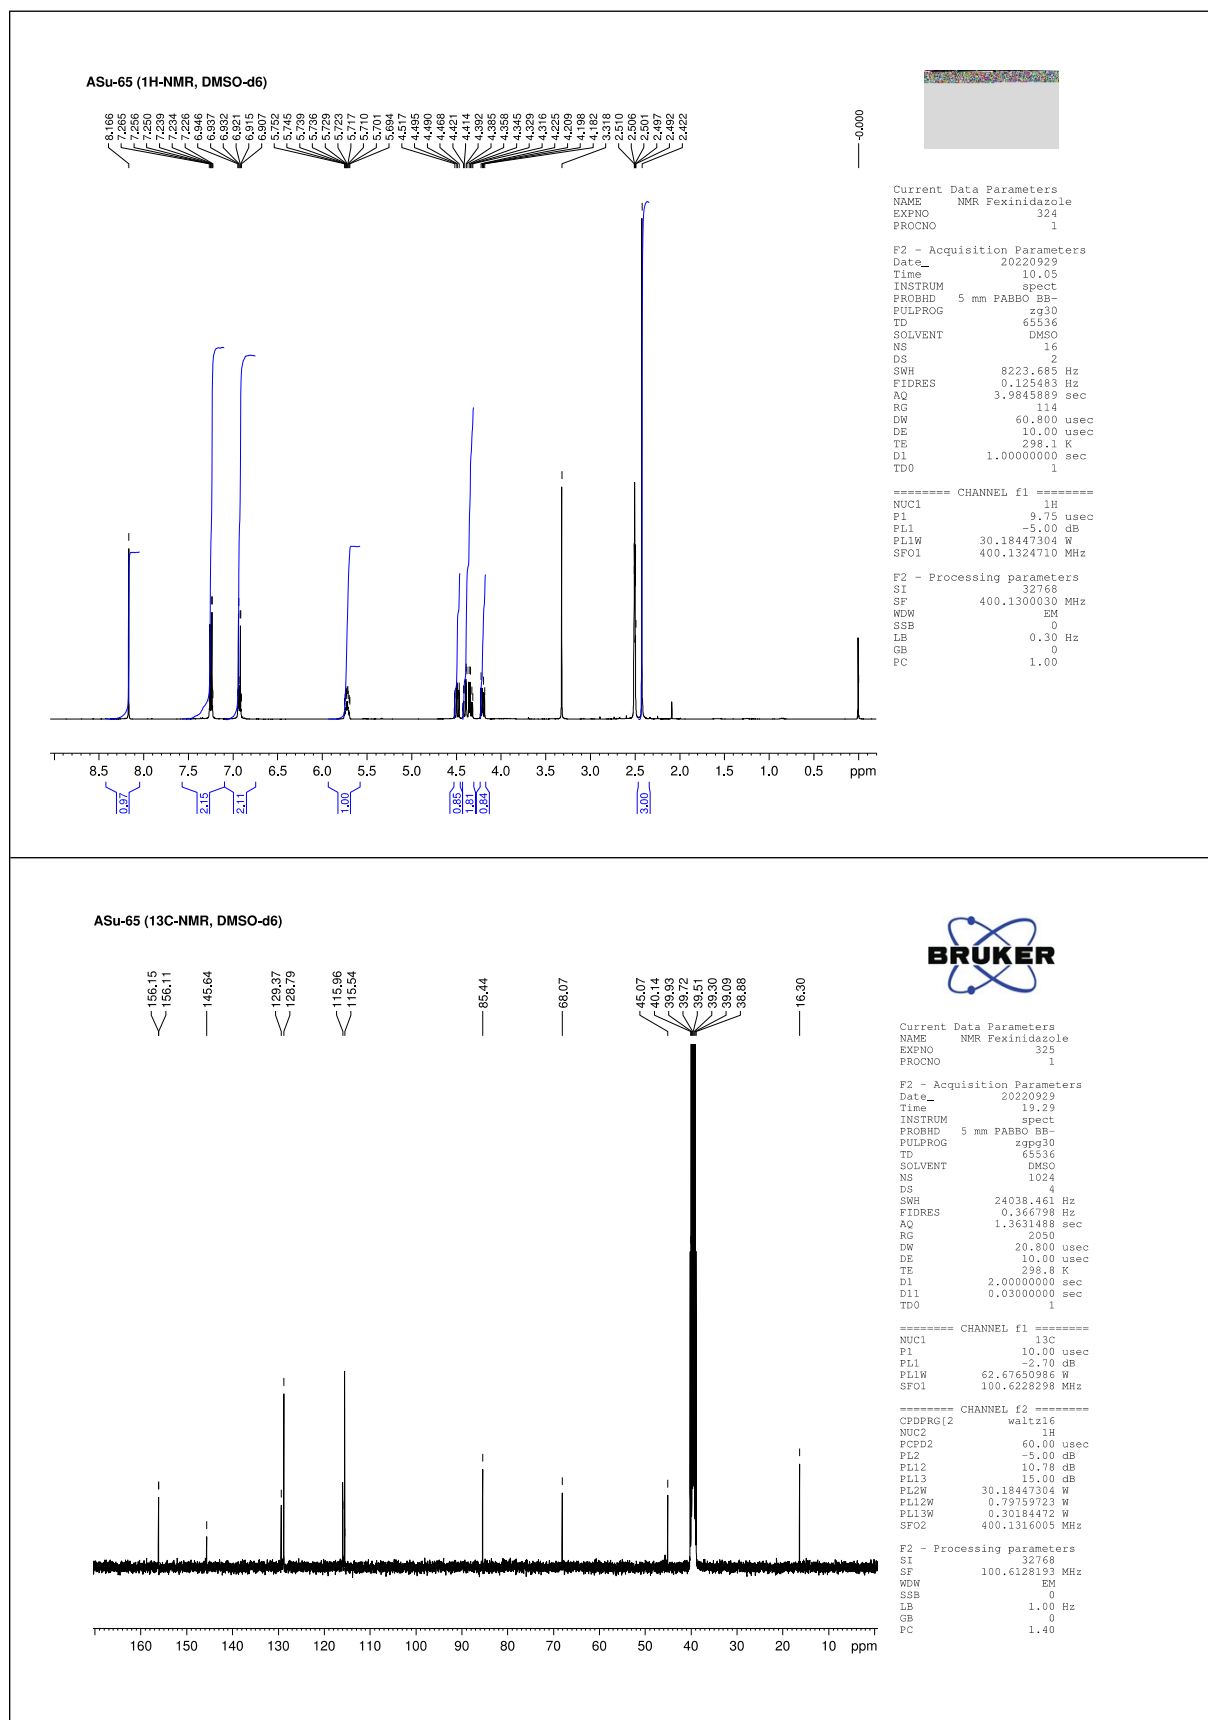 ASu-65 (1H-NMR, DMSO-d6)
8.166
7.265
7.256
7.250
7.239
7.234
7.226
6.946
6.937
6.932
6.921
6.915
6.907
5.752
5.745
5.739
5.736
5.729
5.723
5.717
5.710
5.701
5.694
4.517
4.495
4.490
4.468
4.421
4.414
4.392
4.385
4.358
4.345
4.329
4.316
4.225
4.209
4.198
4.182
3.318
2.510
2.506
2.501
2.497
2.492
2.422
-0.000
8.5 8.0 7.5 7.0 6.5 6.0 5.5 5.0 4.5 4.0 3.5 3.0 2.5 2.0 1.5 1.0 0.5 ppm
0.97 2.15 2.11 1.00 0.85 1.81 0.84 3.00
Current Data Parameters
NAME NMR Fexinidazole
EXPNO 324
PROCNO 1
F2 - Acquisition Parameters
Date_ 20220929
Time 10.05
INSTRUM spect
PROBHD 5 mm PABBO BB-
PULPROG zg30
TD 65536
SOLVENT DMSO
NS 16
DS 2
SWH 8223.685 Hz
FIDRES 0.125483 Hz
AQ 3.9845889 sec
RG 114
DW 60.800 usec
DE 10.00 usec
TE 298.1 K
D1 1.00000000 sec
TD0 1
======== CHANNEL f1 ========
NUC1 1H
P1 9.75 usec
PL1 -5.00 dB
PL1W 30.18447304 W
SFO1 400.1324710 MHz
F2 - Processing parameters
SI 32768
SF 400.1300030 MHz
WDW EM
SSB 0
LB 0.30 Hz
GB 0
PC 1.00
ASu-65 (13C-NMR, DMSO-d6)
156.15
156.11
145.64
129.37
128.79
115.96
115.54
85.44
68.07
45.07
40.14
39.93
39.72
39.51
39.30
39.09
38.88
16.30
160 150 140 130 120 110 100 90 80 70 60 50 40 30 20 10 ppm
BRUKER
Current Data Parameters
NAME NMR Fexinidazole
EXPNO 325
PROCNO 1
F2 - Acquisition Parameters
Date_ 20220929
Time 19.29
INSTRUM spect
PROBHD 5 mm PABBO BB-
PULPROG zgpg30
TD 65536
SOLVENT DMSO
NS 1024
DS 4
SWH 24038.461 Hz
FIDRES 0.366798 Hz
AQ 1.3631488 sec
RG 2050
DW 20.800 usec
DE 10.00 usec
TE 298.8 K
D1 2.00000000 sec
D11 0.03000000 sec
TD0 1
======== CHANNEL f1 ========
NUC1 13C
P1 10.00 usec
PL1 -2.70 dB
PL1W 62.67650986 W
SFO1 100.6228298 MHz
======== CHANNEL f2 ========
CPDPRG[2 waltz16
NUC2 1H
PCPD2 60.00 usec
PL2 -5.00 dB
PL12 10.78 dB
PL13 15.00 dB
PL2W 30.18447304 W
PL12W 0.79759723 W
PL13W 0.30184472 W
SFO2 400.1316005 MHz
F2 - Processing parameters
SI 32768
SF 100.6128193 MHz
WDW EM
SSB 0
LB 1.00 Hz
GB 0
PC 1.40